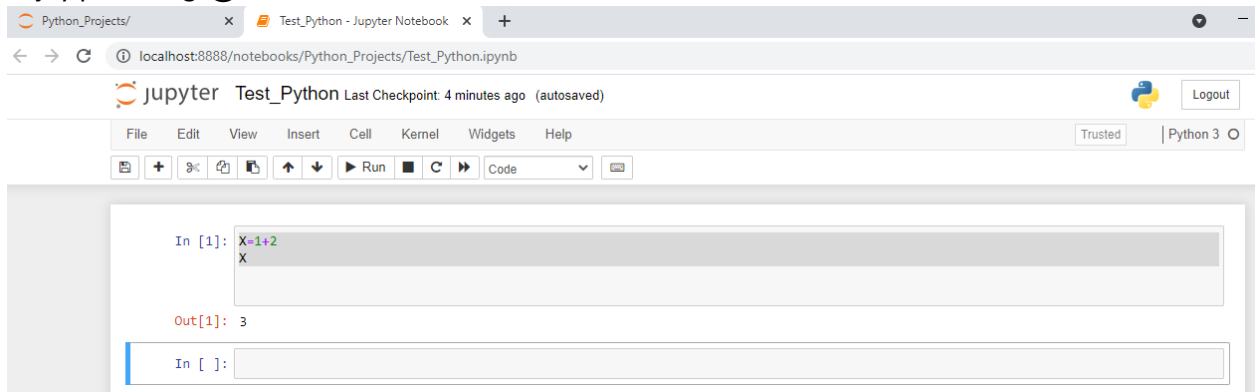 Python_Projects/ Test_Python - Jupyter Notebook
localhost:8888/notebooks/Python_Projects/Test_Python.ipynb
jupyter Test_Python Last Checkpoint: 4 minutes ago (autosaved) Logout
File Edit View Insert Cell Kernel Widgets Help Trusted Python 3
Run Code
In [1]: X=1+2
X
Out[1]: 3
In [ ]: